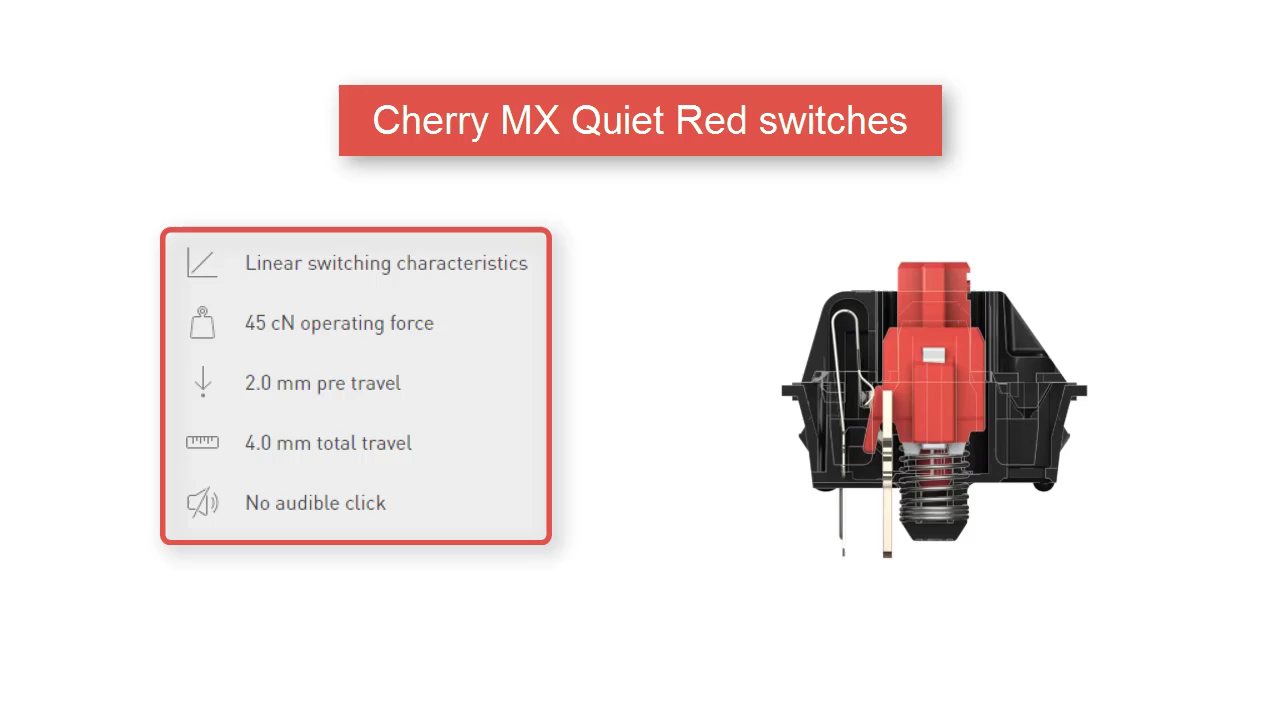 Cherry MX Quiet Red switches
Linear switching characteristics
45 cN operating force
2.0 mm pre travel
4.0 mm total travel
No audible click